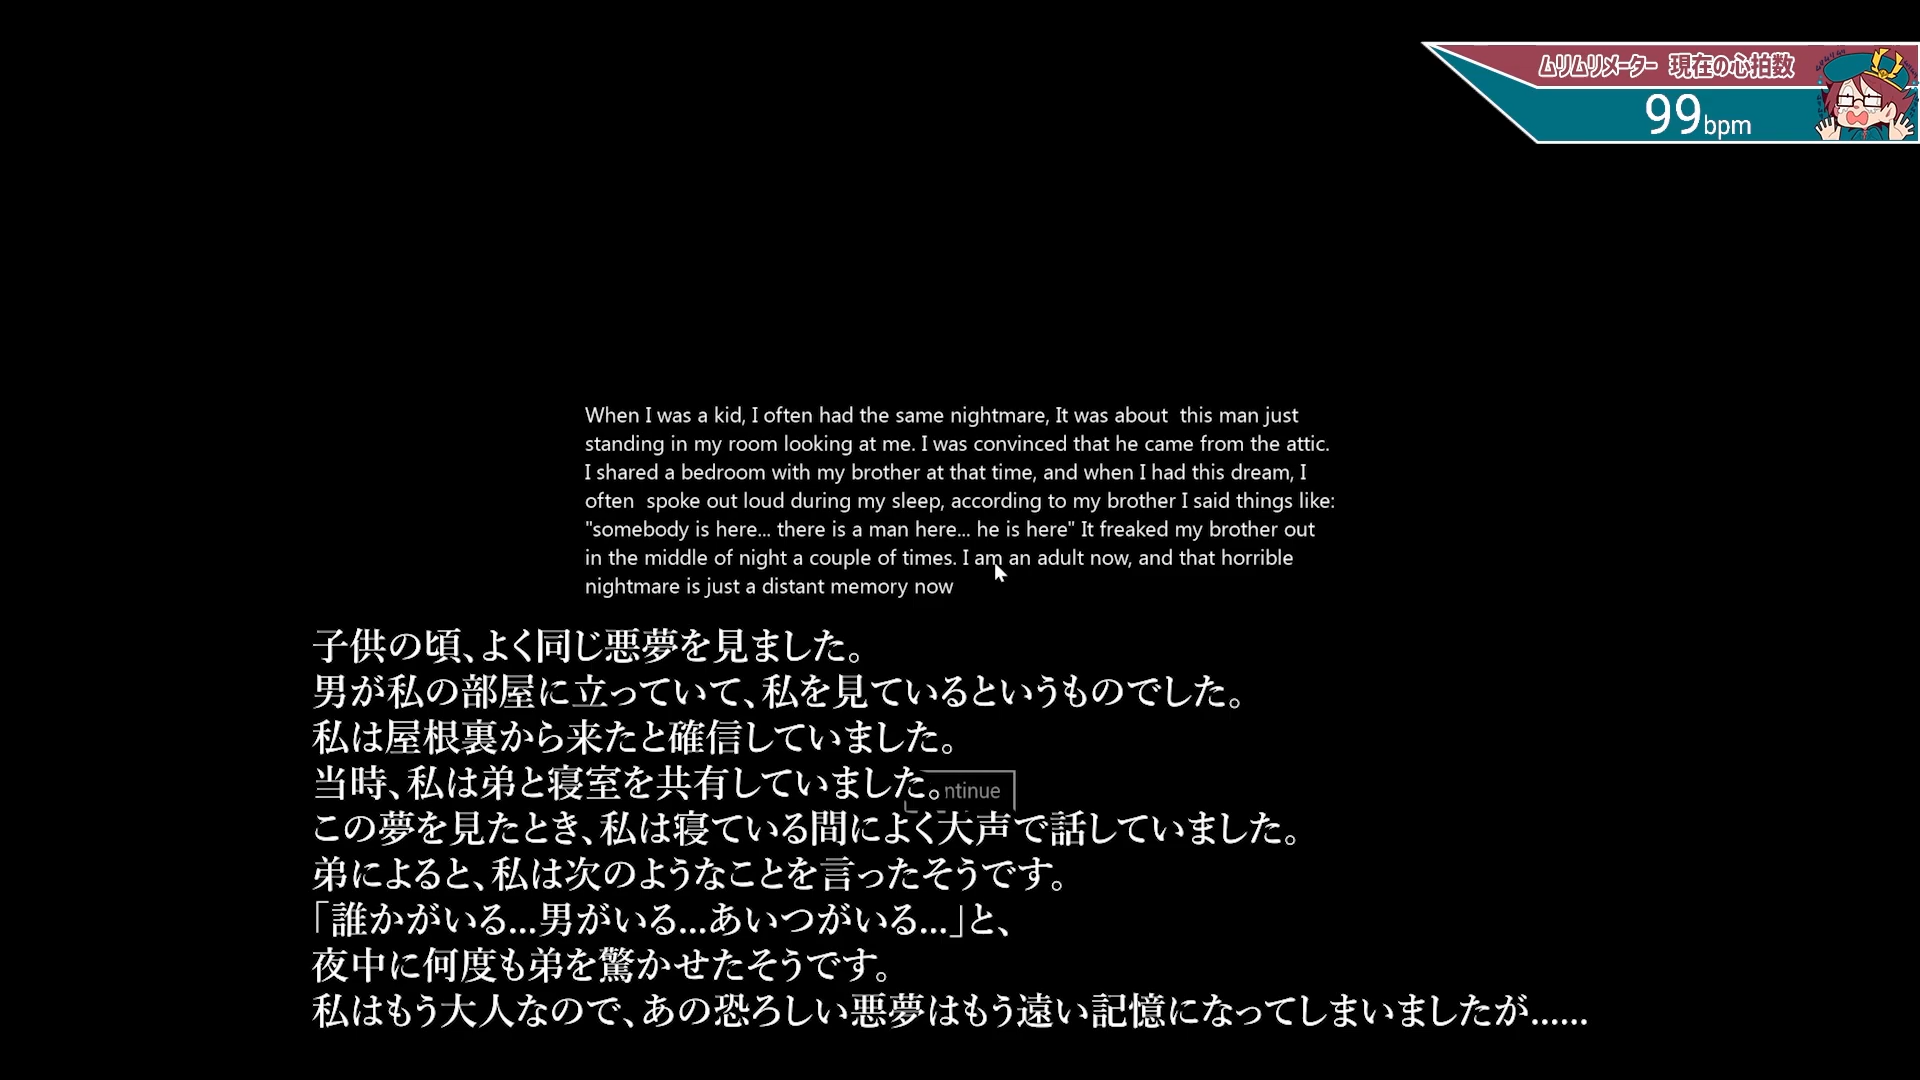 ムリムリメーター 現在の心拍数
99bpm
When I was a kid, I often had the same nightmare, It was about  this man just
standing in my room looking at me. I was convinced that he came from the attic.
I shared a bedroom with my brother at that time, and when I had this dream, I
often  spoke out loud during my sleep, according to my brother I said things like:
"somebody is here... there is a man here... he is here" It freaked my brother out
in the middle of night a couple of times. I am an adult now, and that horrible
nightmare is just a distant memory now
子供の頃、よく同じ悪夢を見ました。
男が私の部屋に立っていて、私を見ているというものでした。
私は屋根裏から来たと確信していました。
当時、私は弟と寝室を共有していました。
ntinue
この夢を見たとき、私は寝ている間によく大声で話していました。
弟によると、私は次のようなことを言ったそうです。
「誰かがいる...男がいる...あいつがいる...」と、
夜中に何度も弟を驚かせたそうです。
私はもう大人なので、あの恐ろしい悪夢はもう遠い記憶になってしまいましたが......